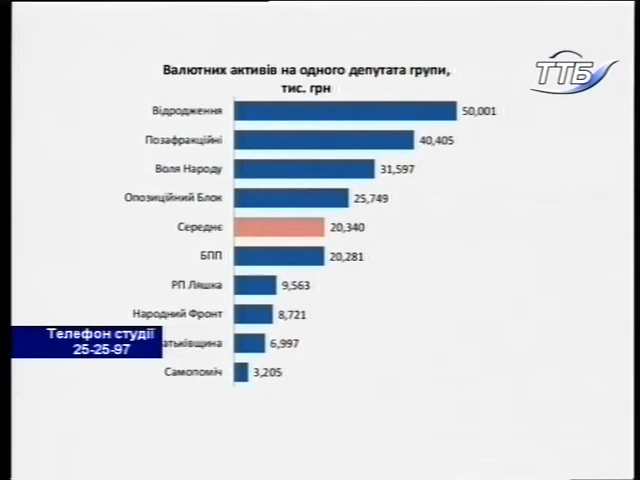 Валютних активів на одного депутата групи,
тис. грн
ТТБ
Відродження 50,001
Позафракційні 40,405
Воля Народу 31,597
Опозиційний Блок 25,749
Середнє 20,340
БПП 20,281
РП Ляшка 9,563
Народний Фронт 8,721
Телефон студії
25-25-97
атьківщина 6,997
Самопоміч 3,205